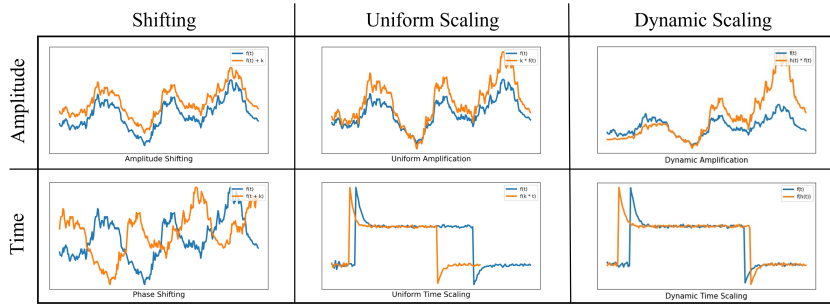 Shifting Uniform Scaling Dynamic Scaling
Amplitude
f(t)
f(t) + k
Amplitude Shifting
f(t)
k * f(t)
Uniform Amplification
f(t)
h(t) * f(t)
Dynamic Amplification
Time
f(t)
f(t + k)
Phase Shifting
f(t)
f(k * t)
Uniform Time Scaling
f(t)
f(h(t))
Dynamic Time Scaling